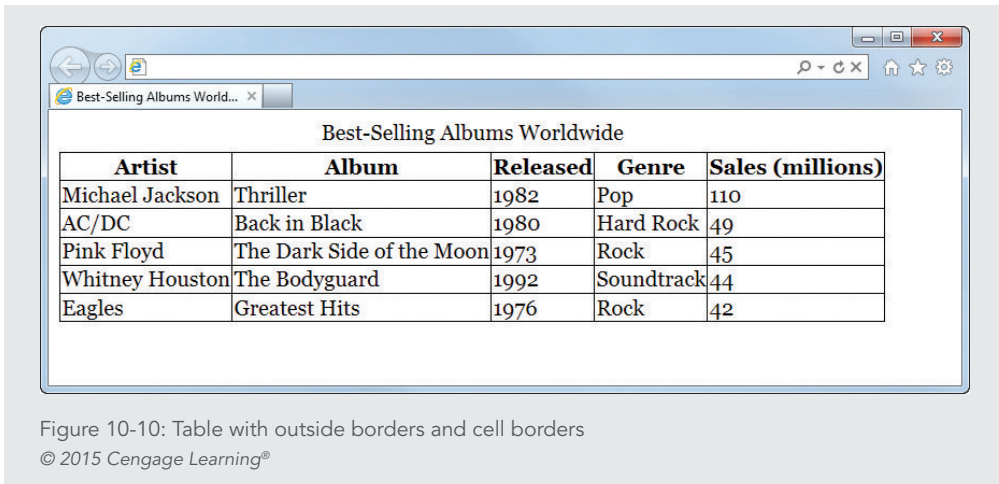 Best-Selling Albums World...
Best-Selling Albums Worldwide
Artist Album Released Genre Sales (millions)
Michael Jackson Thriller 1982 Pop 110
AC/DC Back in Black 1980 Hard Rock 49
Pink Floyd The Dark Side of the Moon 1973 Rock 45
Whitney Houston The Bodyguard 1992 Soundtrack 44
Eagles Greatest Hits 1976 Rock 42
Figure 10-10: Table with outside borders and cell borders
© 2015 Cengage Learning®